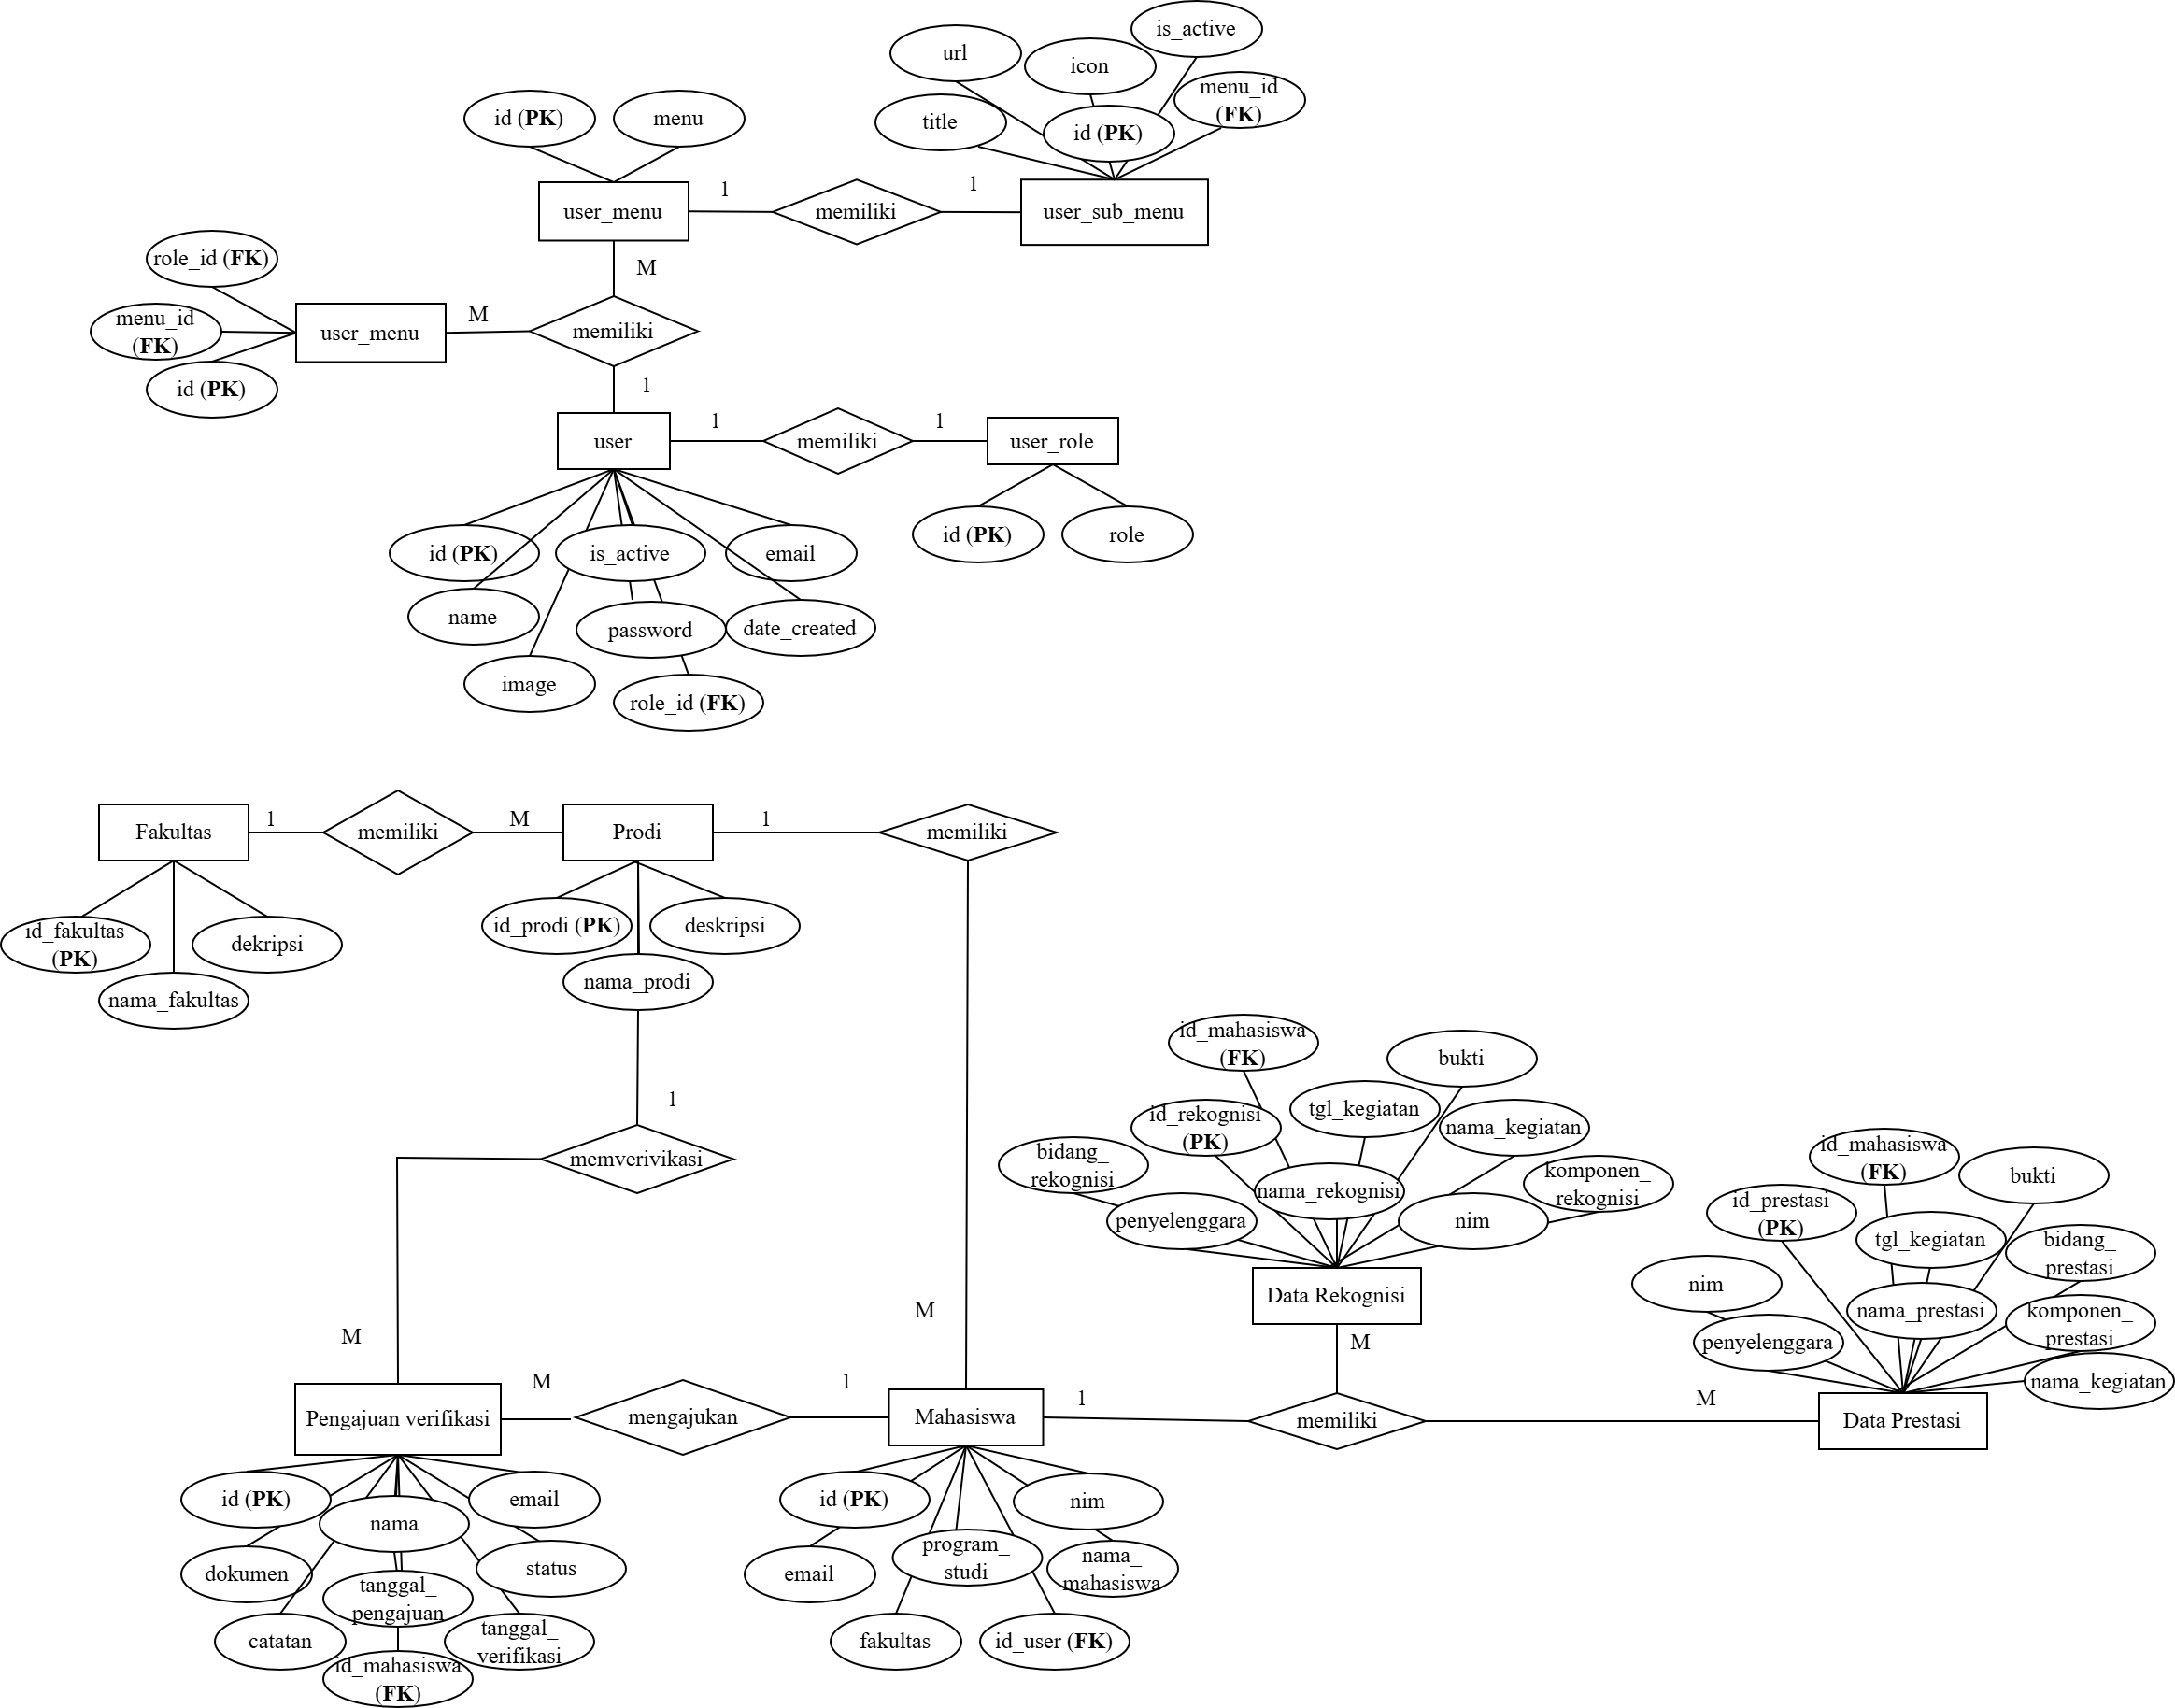 is_active
url
icon
menu_id
(FK)
id (PK)
menu
title
id (PK)
user_menu
1
memiliki
1
user_sub_menu
M
role_id (FK)
menu_id
(FK)
user_menu
M
memiliki
id (PK)
1
user
1
memiliki
1
user_role
id (PK)
is_active
email
id (PK)
role
name
password
date_created
image
role_id (FK)
Fakultas
1
memiliki
M
Prodi
1
memiliki
id_fakultas
(PK)
dekripsi
id_prodi (PK)
deskripsi
nama_fakultas
nama_prodi
id_mahasiswa
(FK)
bukti
1
id_rekognisi
(PK)
tgl_kegiatan
nama_kegiatan
memverivikasi
bidang_
rekognisi
nama_rekognisi
komponen_
rekognisi
penyelenggara
nim
id_mahasiswa
(FK)
bukti
id_prestasi
(PK)
tgl_kegiatan
bidang_
prestasi
nim
nama_prestasi
komponen_
prestasi
penyelenggara
nama_kegiatan
M
M
Data Rekognisi
M
Pengajuan verifikasi
M
mengajukan
1
Mahasiswa
1
memiliki
M
Data Prestasi
id (PK)
nama
email
dokumen
status
tanggal_
pengajuan
catatan
tanggal_
verifikasi
id_mahasiswa
(FK)
id (PK)
nim
email
program_
studi
nama_
mahasiswa
fakultas
id_user (FK)